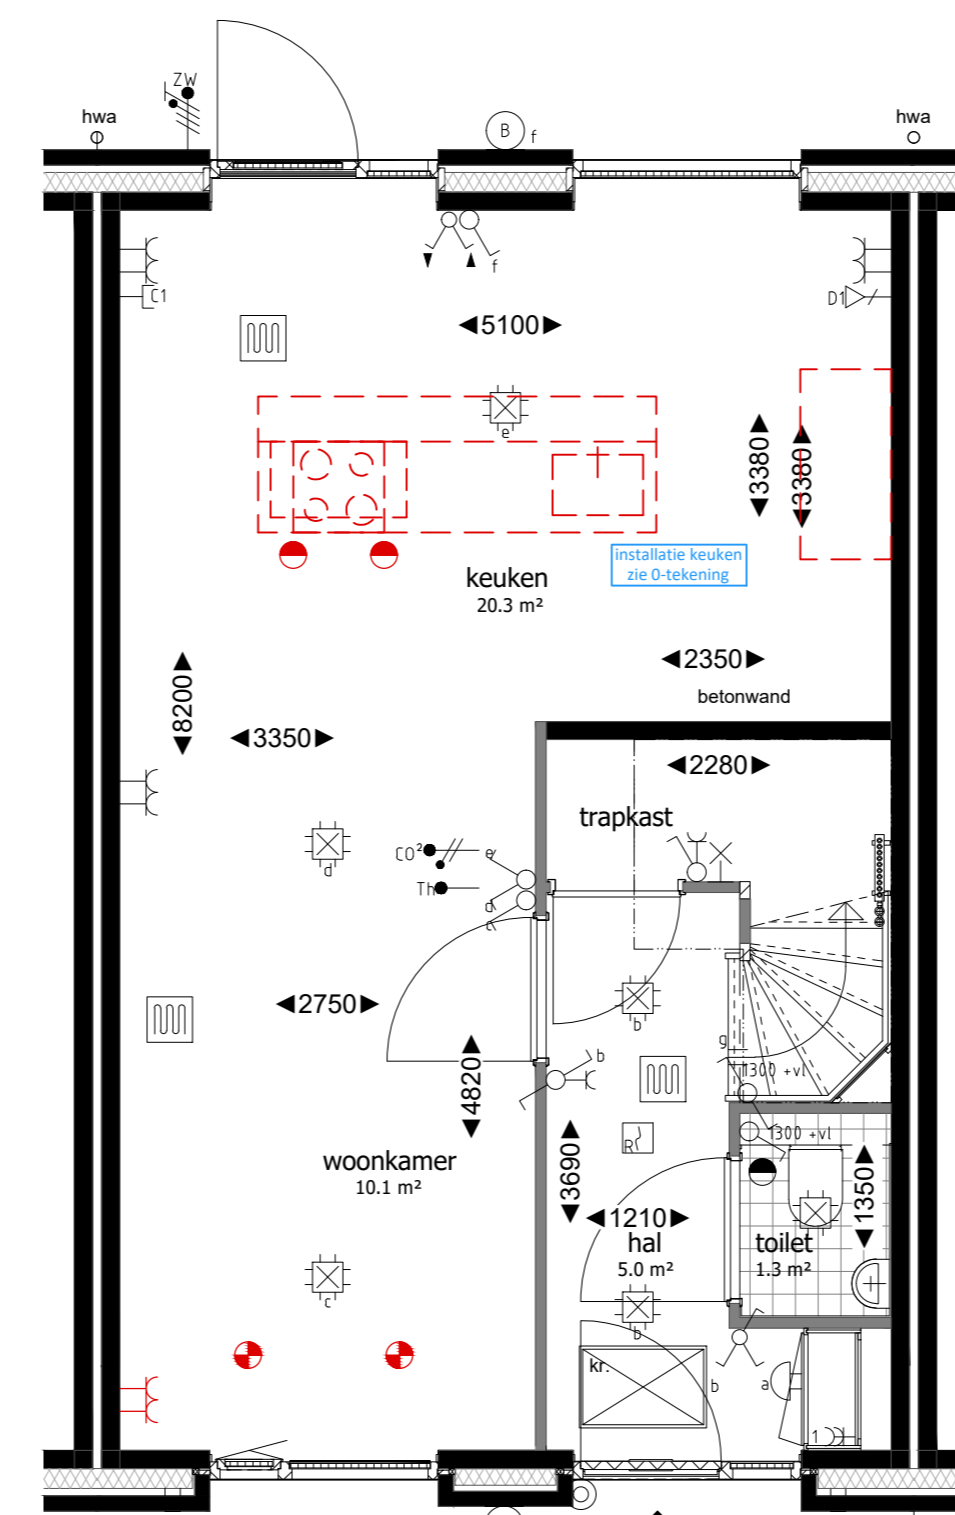 ZW
hwa
B
f
hwa
f
C1
D1
5100
e
3380
3380
installatie keuken
zie 0-tekening
keuken
20.3 m²
2350
betonwand
8200
3350
2280
trapkast
d
CO²
e
Th
d
c
2750
b
g
1300 +vl
b
4820
R
1300 +vl
3690
1350
woonkamer
10.1 m²
1210
hal
5.0 m²
toilet
1.3 m²
c
b
kr.
b
a
1